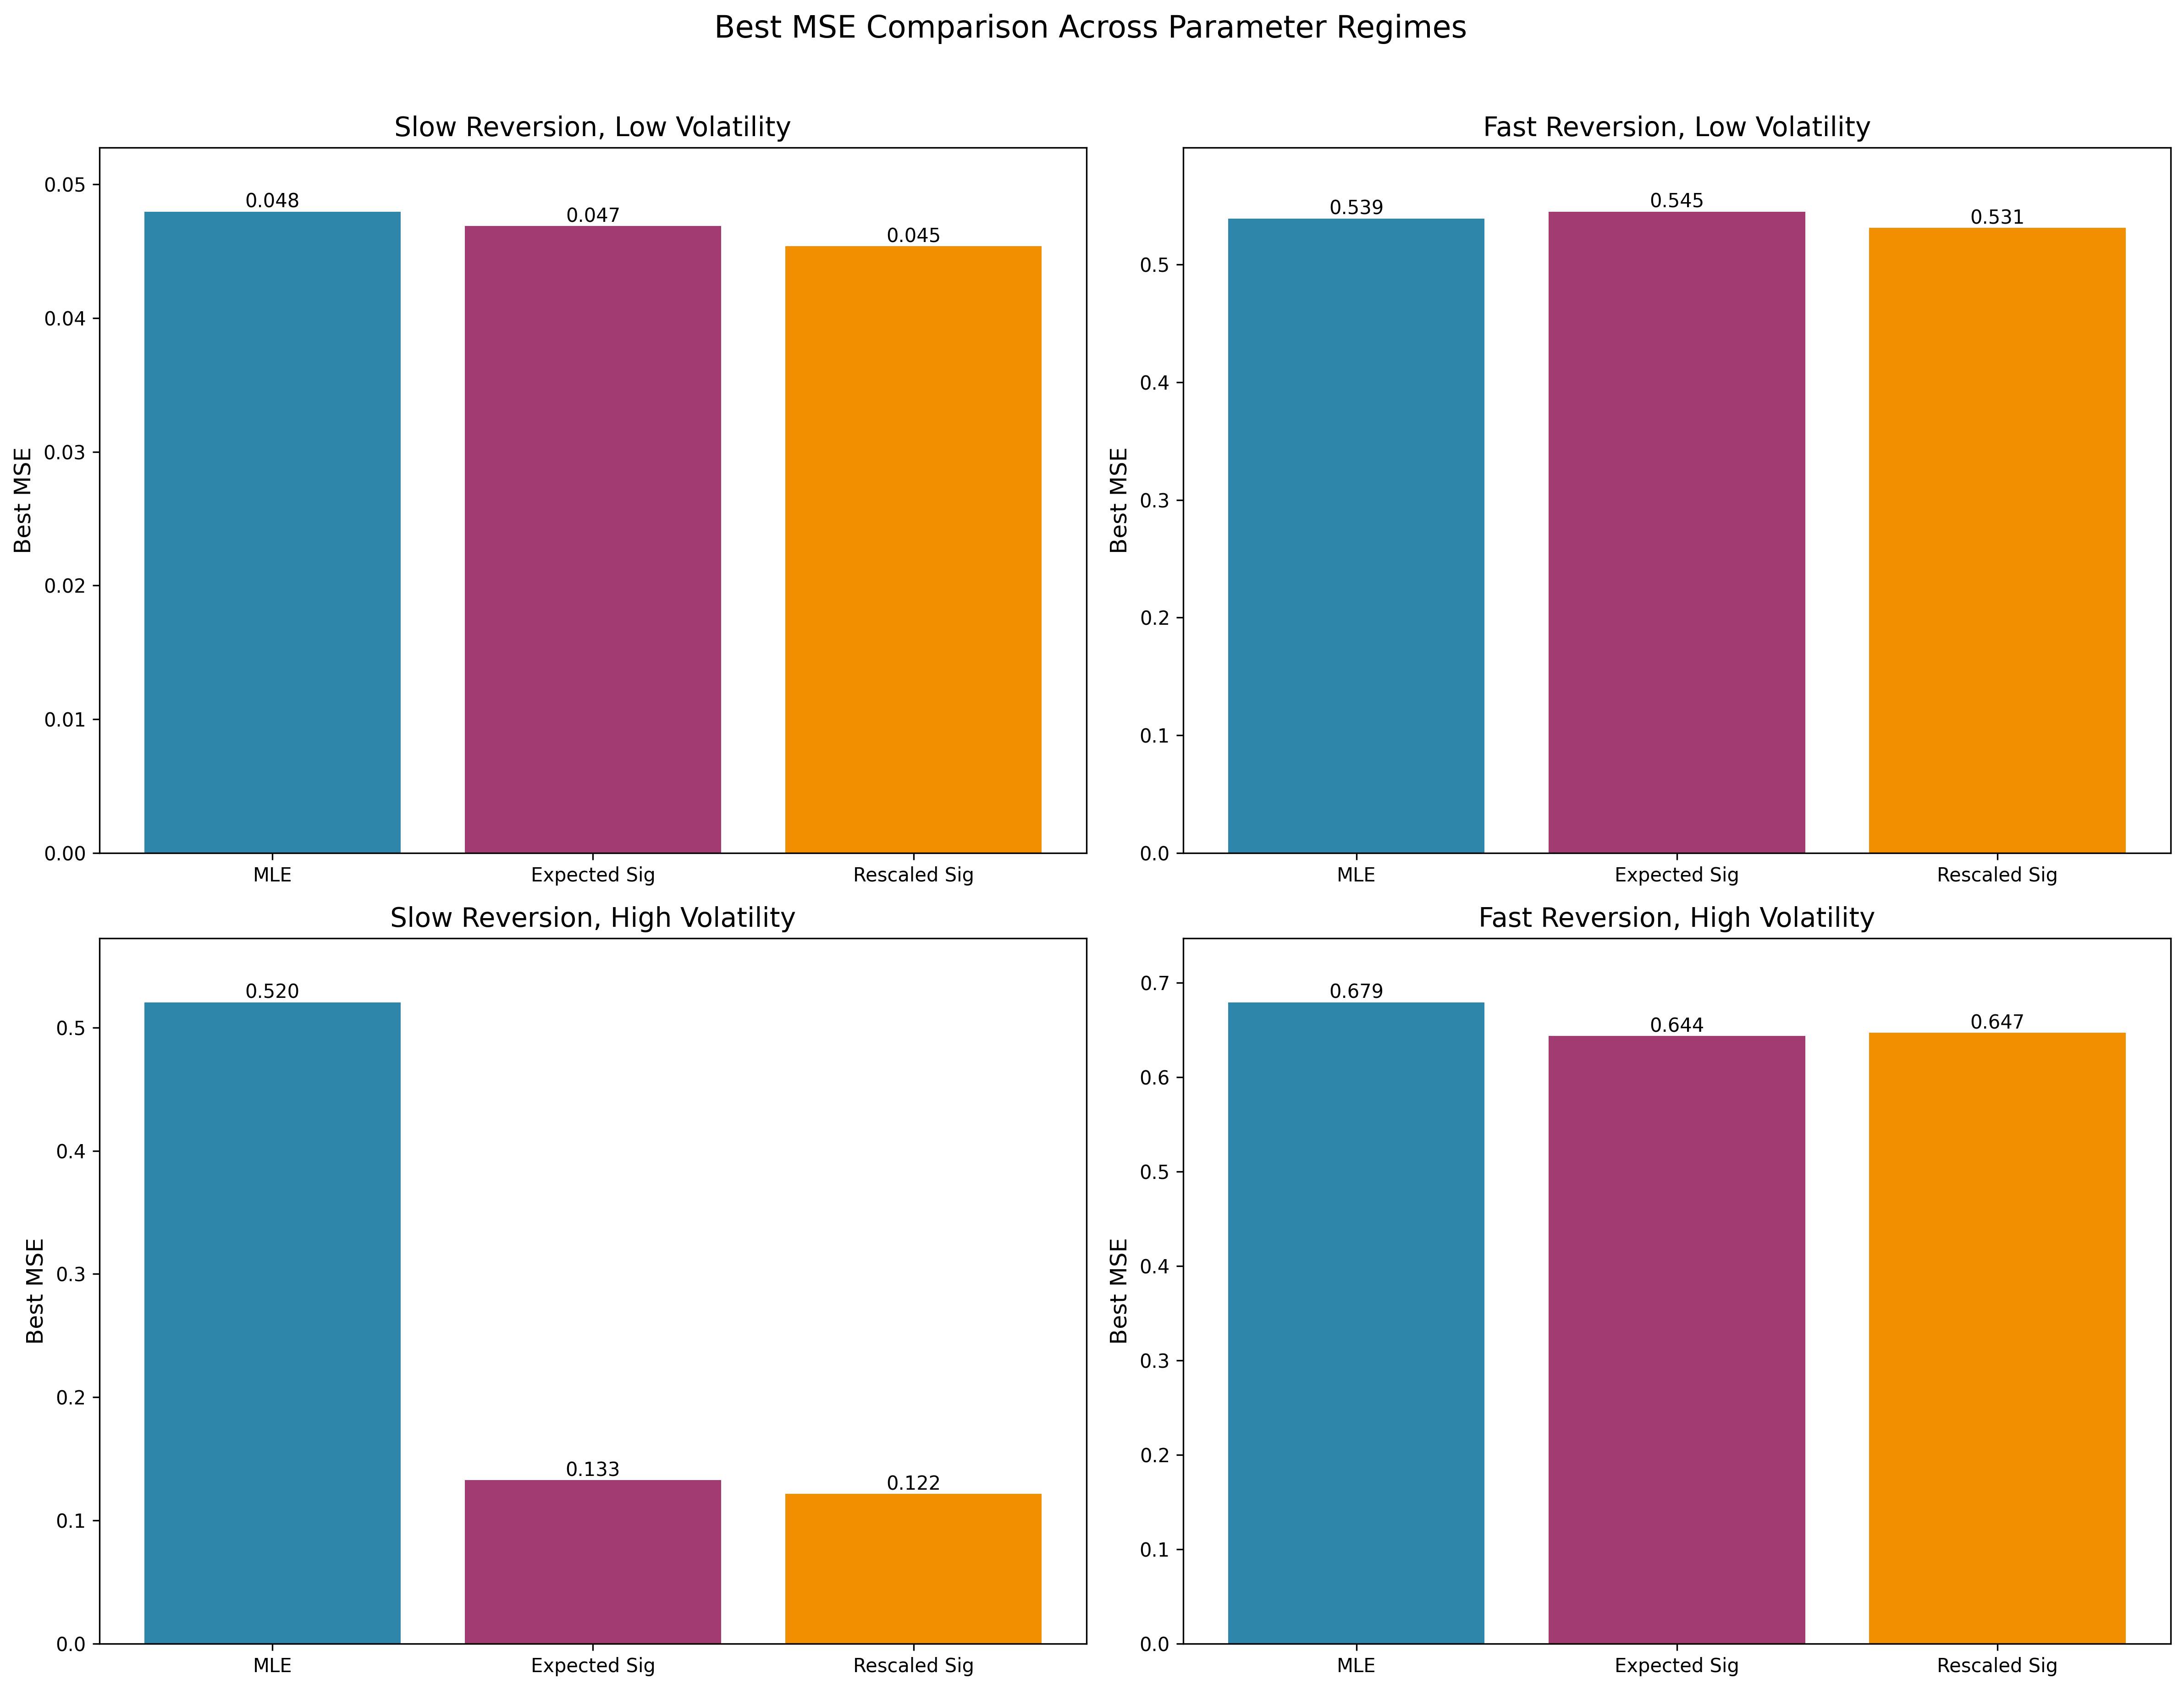 Best MSE Comparison Across Parameter Regimes
Slow Reversion, Low Volatility
Best MSE
0.05
0.04
0.03
0.02
0.01
0.00
0.048
0.047
0.045
MLE
Expected Sig
Rescaled Sig
Fast Reversion, Low Volatility
Best MSE
0.5
0.4
0.3
0.2
0.1
0.0
0.539
0.545
0.531
MLE
Expected Sig
Rescaled Sig
Slow Reversion, High Volatility
Best MSE
0.5
0.4
0.3
0.2
0.1
0.0
0.520
0.133
0.122
MLE
Expected Sig
Rescaled Sig
Fast Reversion, High Volatility
Best MSE
0.7
0.6
0.5
0.4
0.3
0.2
0.1
0.0
0.679
0.644
0.647
MLE
Expected Sig
Rescaled Sig